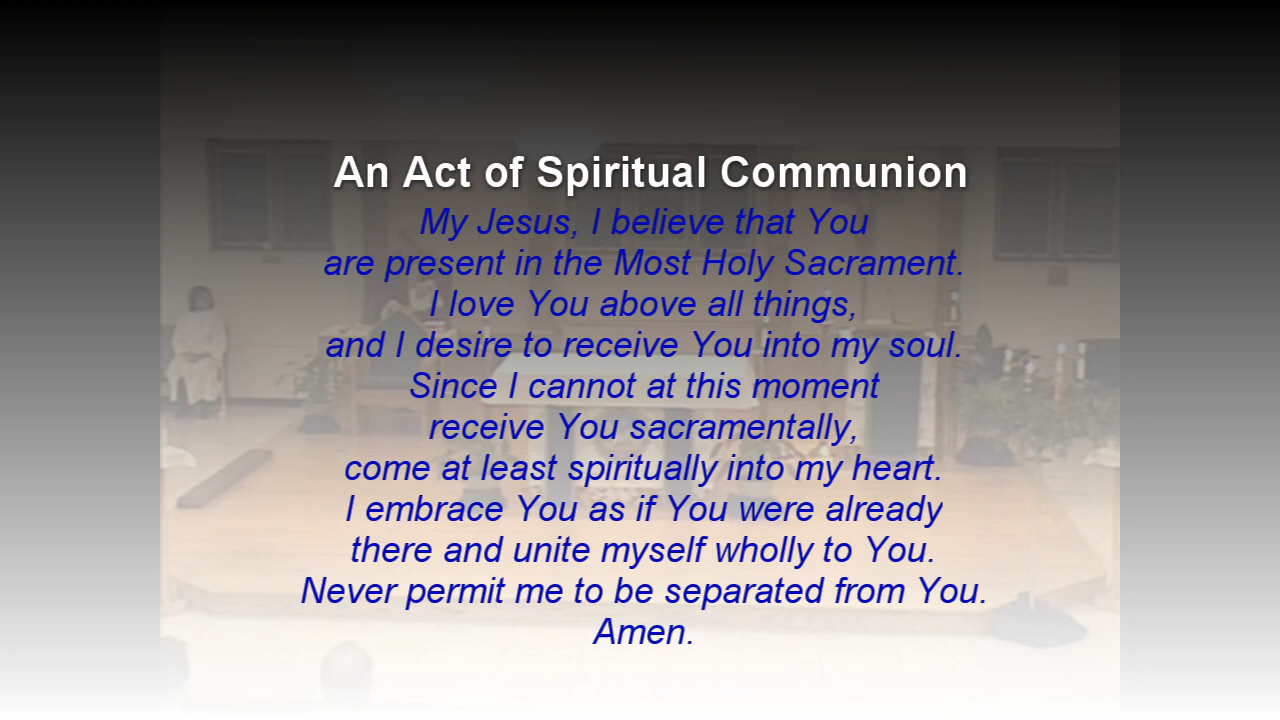 An Act of Spiritual Communion
My Jesus, I believe that You
are present in the Most Holy Sacrament.
I love You above all things,
and I desire to receive You into my soul.
Since I cannot at this moment
receive You sacramentally,
come at least spiritually into my heart.
I embrace You as if You were already
there and unite myself wholly to You.
Never permit me to be separated from You.
Amen.